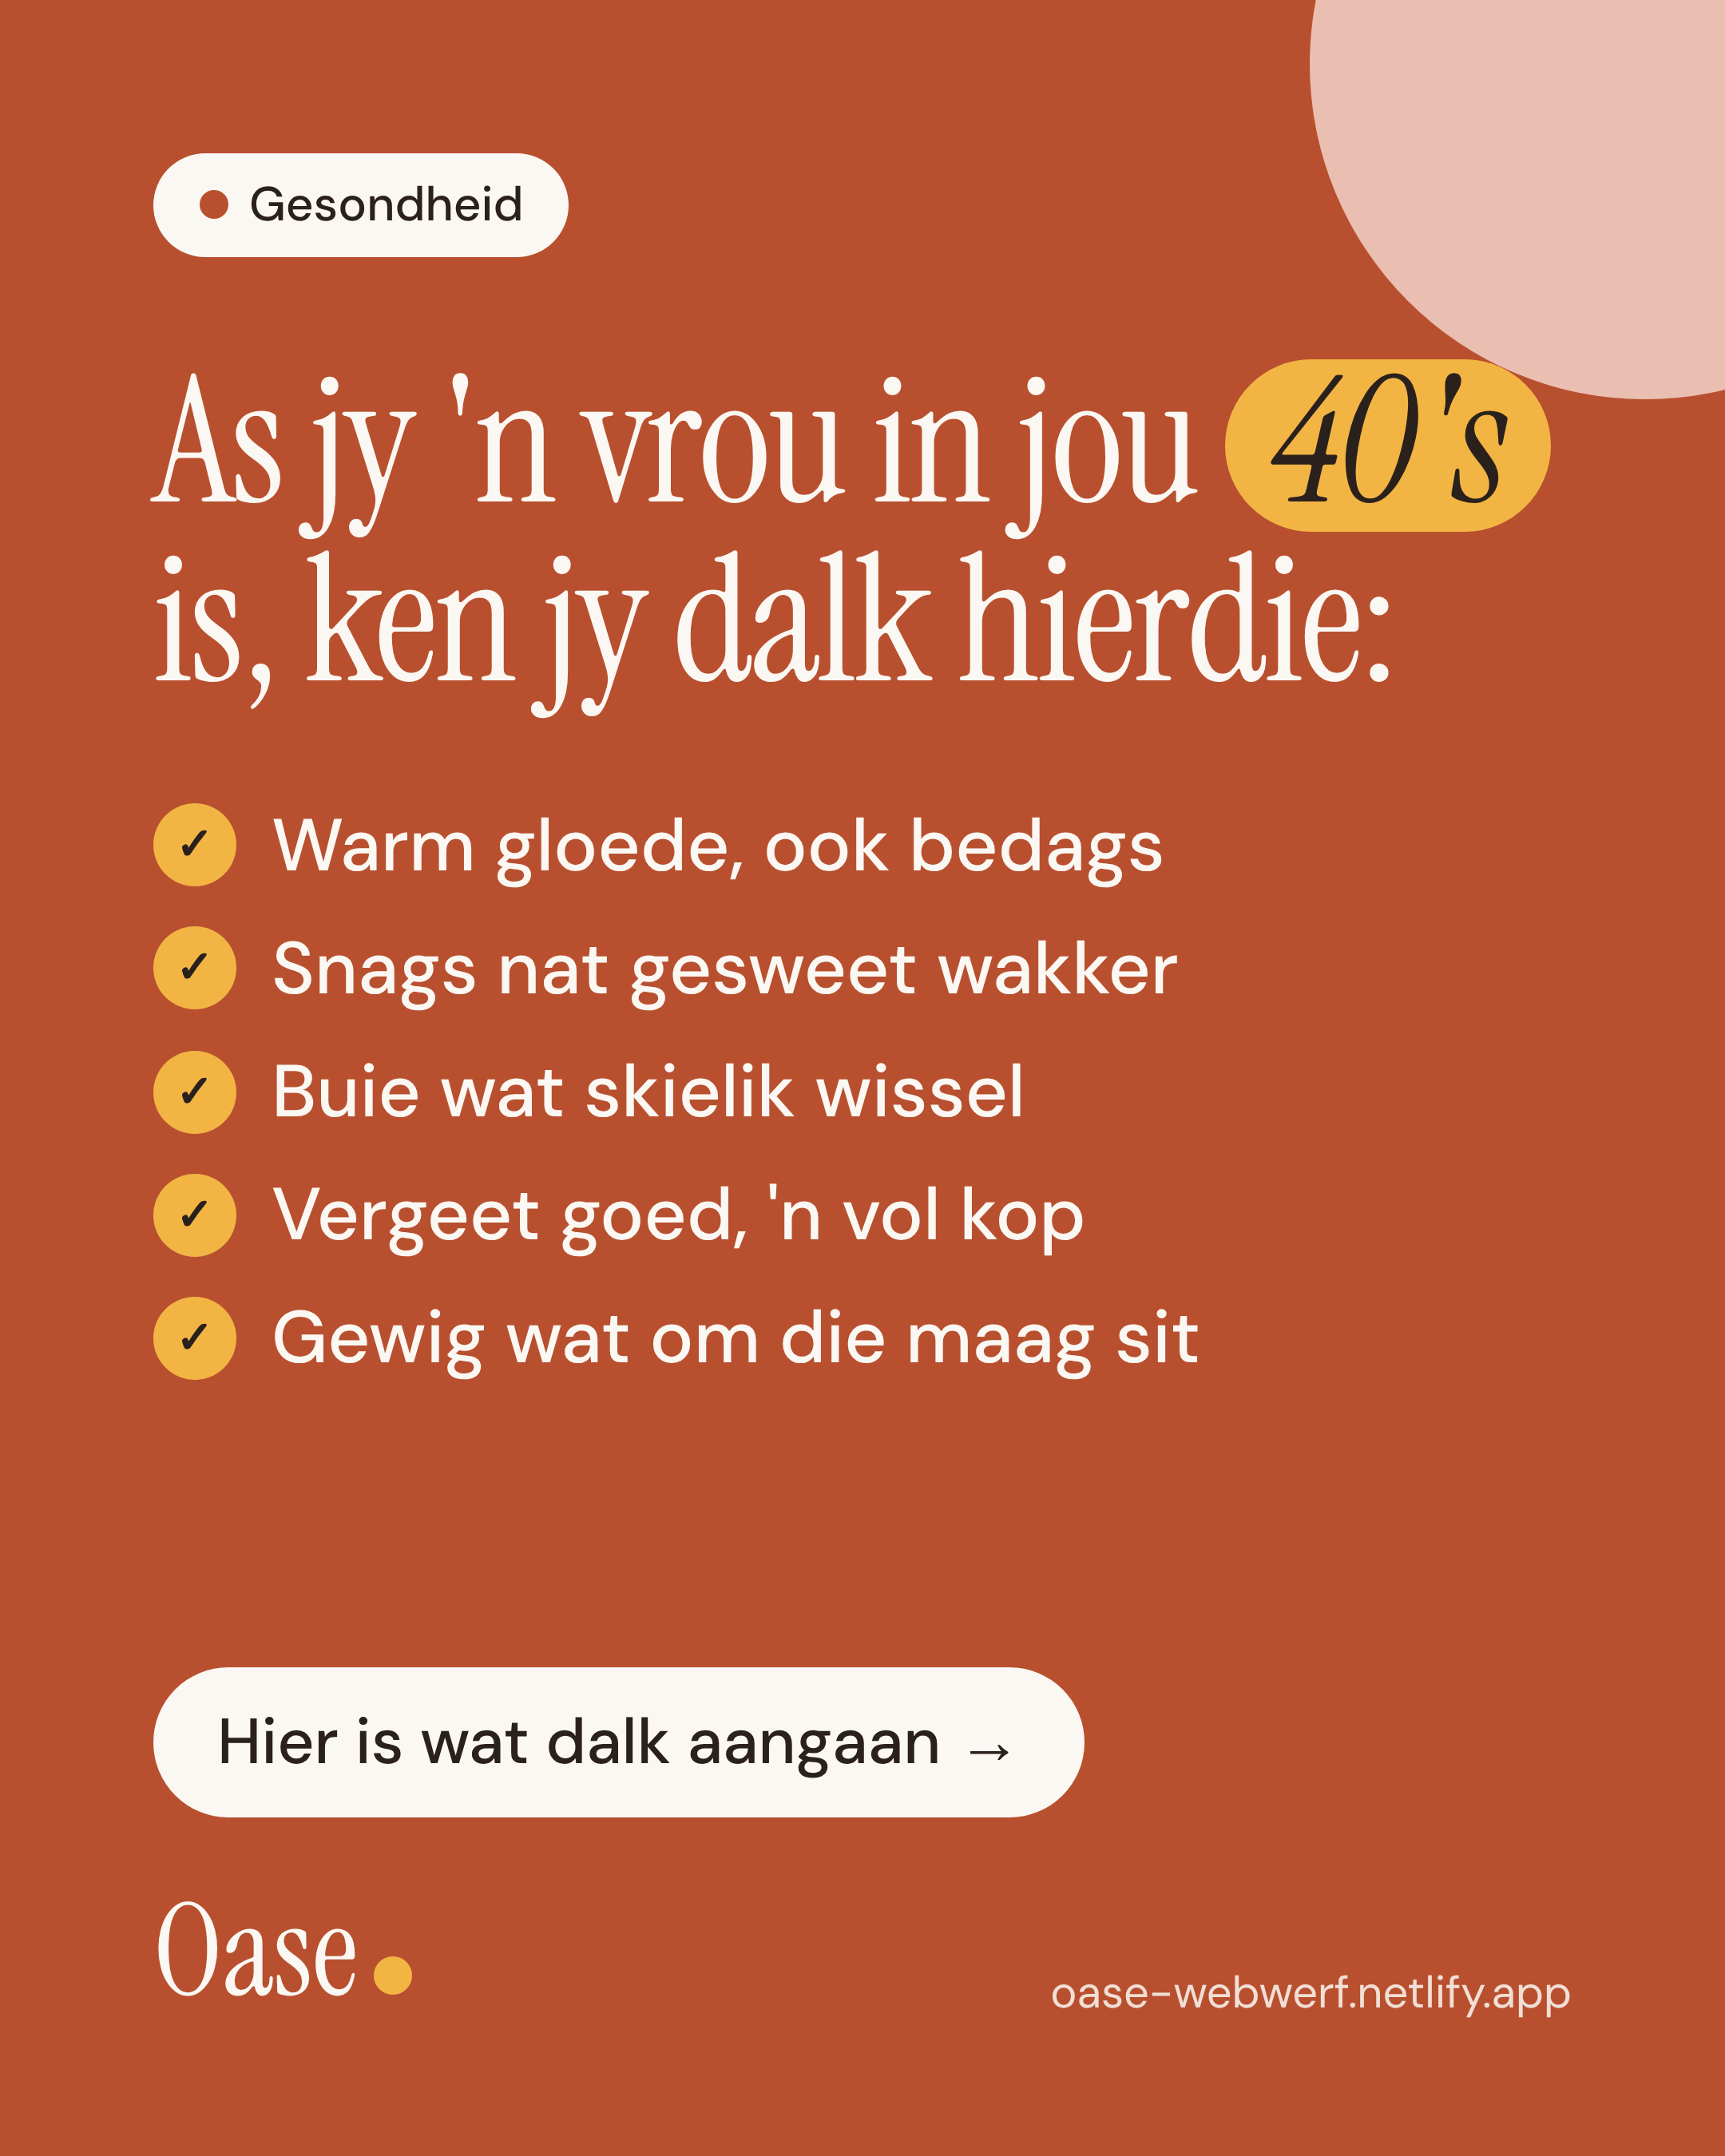 Gesondheid
As jy 'n vrou in jou 40's
is, ken jy dalk hierdie:
✓ Warm gloede, ook bedags
✓ Snags nat gesweet wakker
✓ Buie wat skielik wissel
✓ Vergeet goed, 'n vol kop
✓ Gewig wat om die maag sit
Hier is wat dalk aangaan →
Oase
oase-webwerf.netlify.app